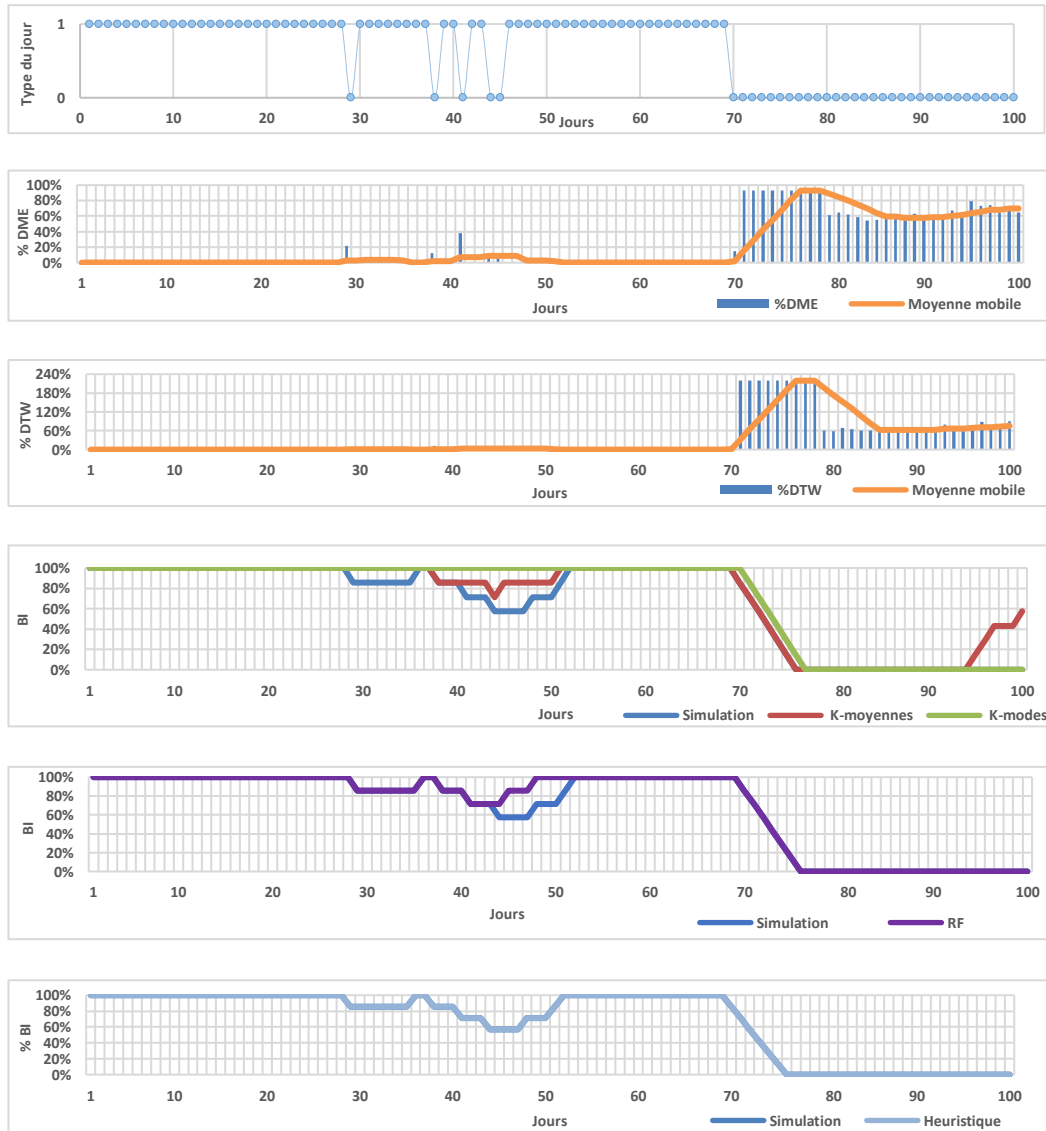 Type du jour
1
0
0 10 20 30 40 50 60 70 80 90 100
Jours
% DME
100%
80%
60%
40%
20%
0%
1 10 20 30 40 50 60 70 80 90 100
Jours
%DME Moyenne mobile
% DTW
240%
180%
120%
60%
0%
1 10 20 30 40 50 60 70 80 90 100
Jours
%DTW Moyenne mobile
BI
100%
80%
60%
40%
20%
0%
1 10 20 30 40 50 60 70 80 90 100
Jours
Simulation K-moyennes K-modes
BI
100%
80%
60%
40%
20%
0%
1 10 20 30 40 50 60 70 80 90 100
Jours
Simulation RF
% BI
100%
80%
60%
40%
20%
0%
1 10 20 30 40 50 60 70 80 90 100
Jours
Simulation Heuristique